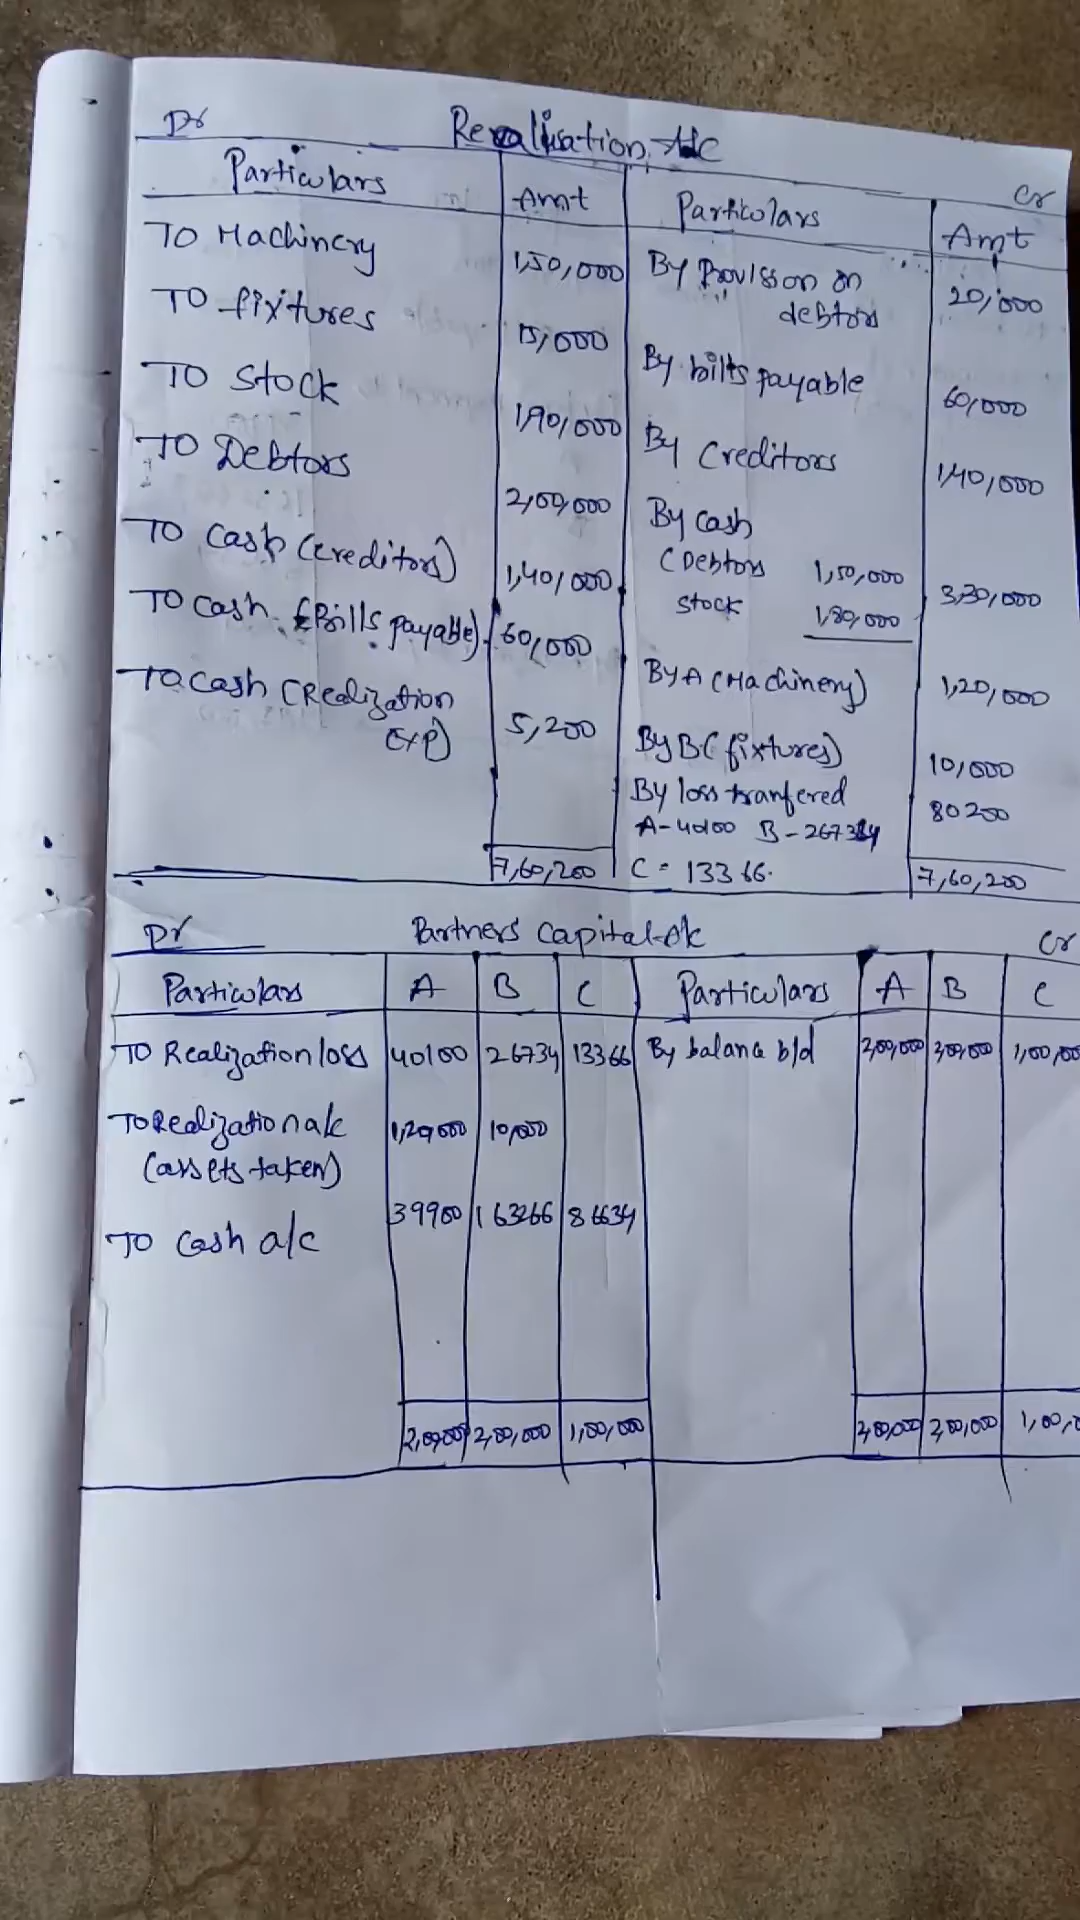 Dr Realisation A/c Cr
Particulars Amt Particulars Amt
To Machinery 1,50,000 By Provision on debtors 20,000
To fixtures 15,000 By bills payable 60,000
To Stock 1,90,000 By Creditors 1,40,000
To Debtors 2,00,000 By Cash
To Cash (creditors) 1,40,000 (Debtors 1,50,000 3,30,000
To Cash (Bills payable) 60,000 Stock 1,80,000
To Cash (Realization Exp) 5,200 By A (Machinery) 1,20,000
By B (fixtures) 10,000
By loss tranfered 80200
A - 40100 B - 26734
7,60,200 C = 13366. 7,60,200
Dr Partners Capital A/c Cr
Particulars A B C Particulars A B C
To Realization loss 40100 26734 13366 By balance b/d 2,00,000 2,00,000 1,00,000
To Realization a/c 1,20,000 10,000
(assets taken)
To Cash a/c 39900 163266 86634
2,00,000 2,00,000 1,00,000 2,00,000 2,00,000